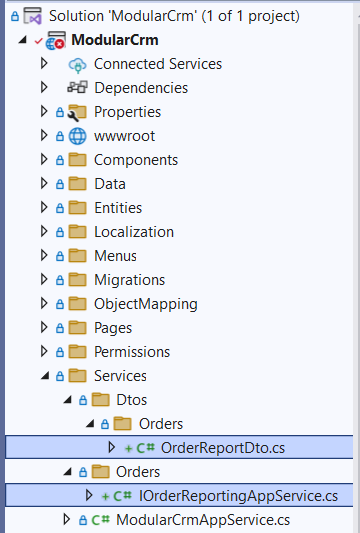 Solution 'ModularCrm' (1 of 1 project)
ModularCrm
Connected Services
Dependencies
Properties
wwwroot
Components
Data
Entities
Localization
Menus
Migrations
ObjectMapping
Pages
Permissions
Services
Dtos
Orders
+ C# OrderReportDto.cs
Orders
+ C# IOrderReportingAppService.cs
C# ModularCrmAppService.cs